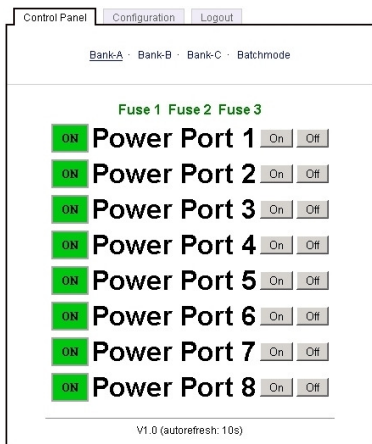 Control Panel Configuration Logout
Bank-A · Bank-B · Bank-C · Batchmode
Fuse 1 Fuse 2 Fuse 3
ON Power Port 1 On Off
ON Power Port 2 On Off
ON Power Port 3 On Off
ON Power Port 4 On Off
ON Power Port 5 On Off
ON Power Port 6 On Off
ON Power Port 7 On Off
ON Power Port 8 On Off
V1.0 (autorefresh: 10s)